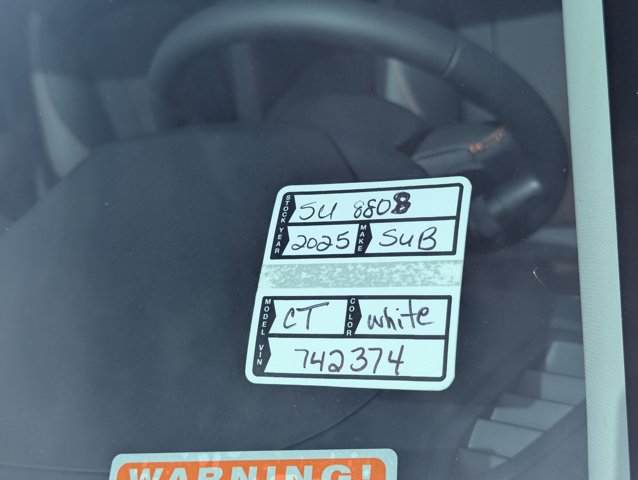 STOCK SU 8808
YEAR 2025 MAKE SUB
MODEL CT COLOR white
VIN 742374
WARNING!